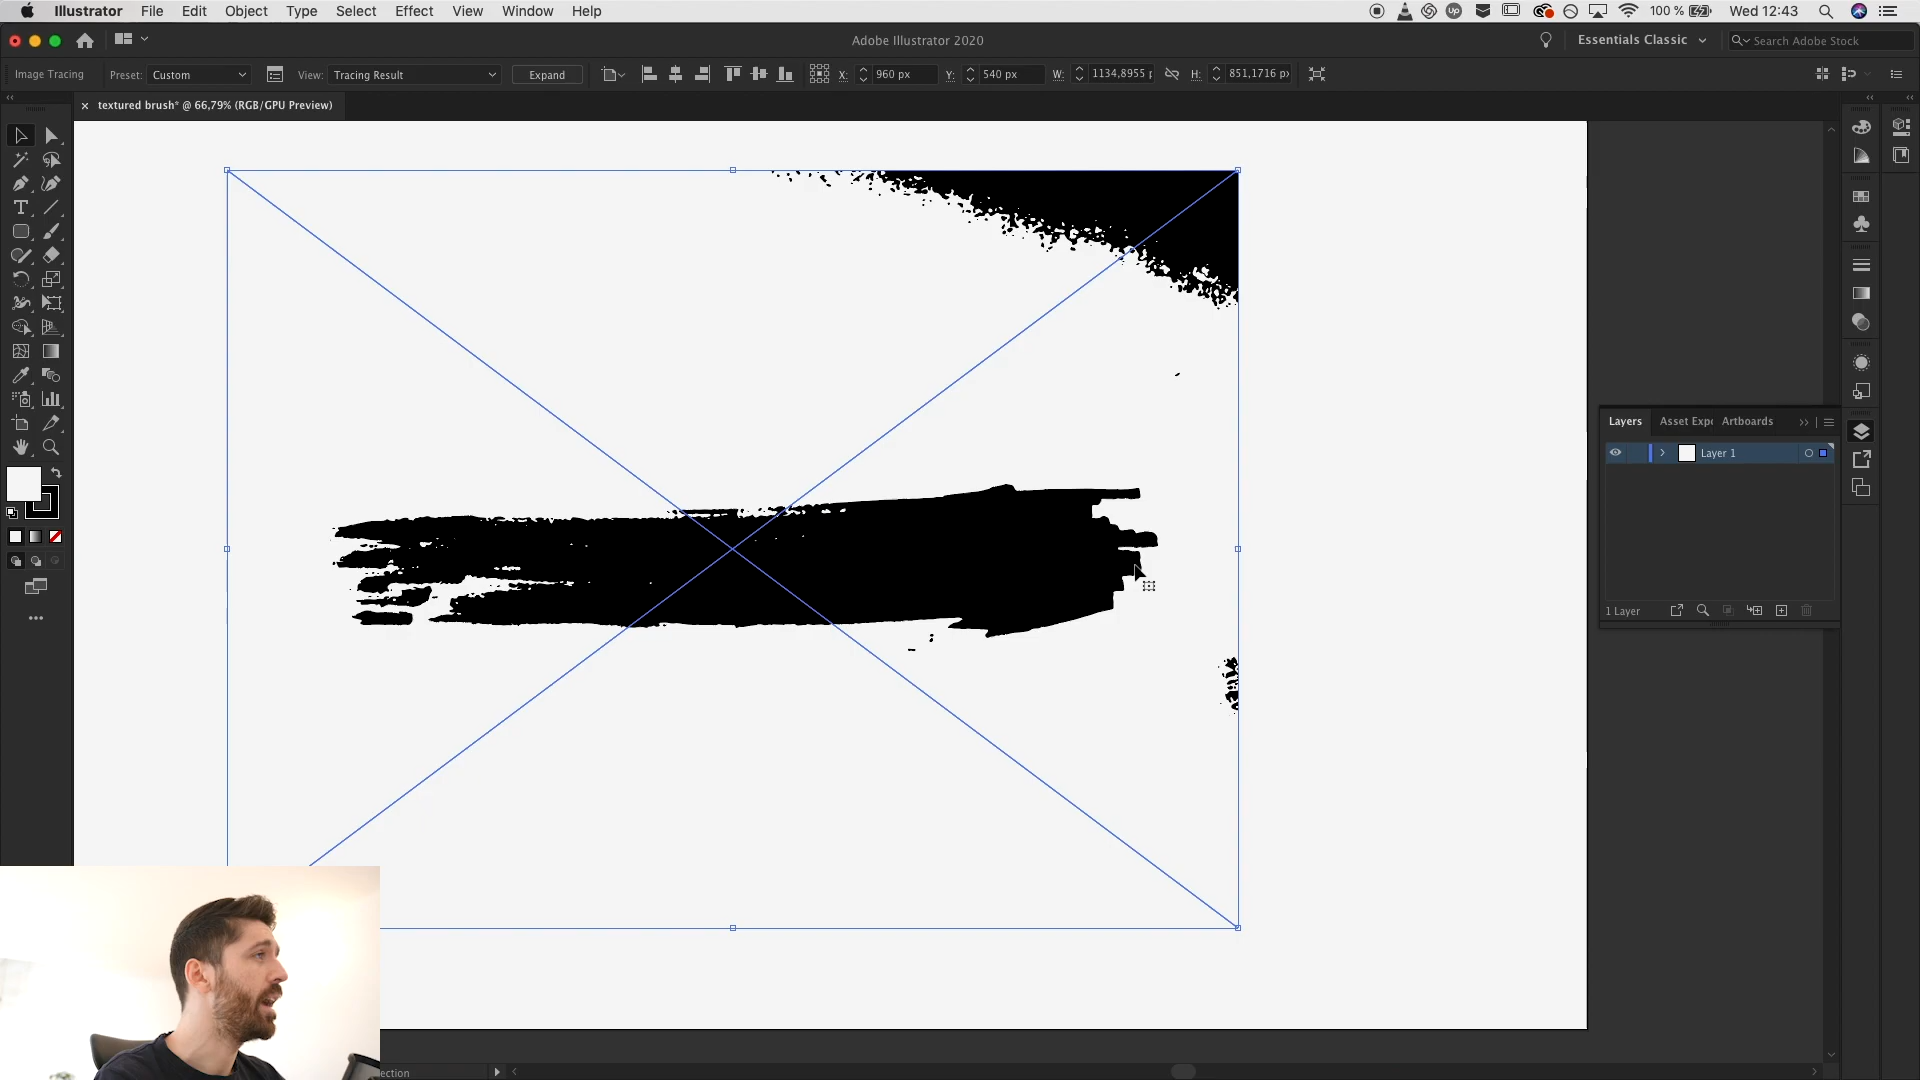 Illustrator File Edit Object Type Select Effect View Window Help
100 % Wed 12:43
Adobe Illustrator 2020
Essentials Classic
Search Adobe Stock
Image Tracing Preset: Custom View: Tracing Result Expand X: 960 px Y: 540 px W: 1134,8955 H: 851,1716 px
× textured brush* @ 66,79% (RGB/GPU Preview)
Layers Asset Expo Artboards
Layer 1
1 Layer
ection